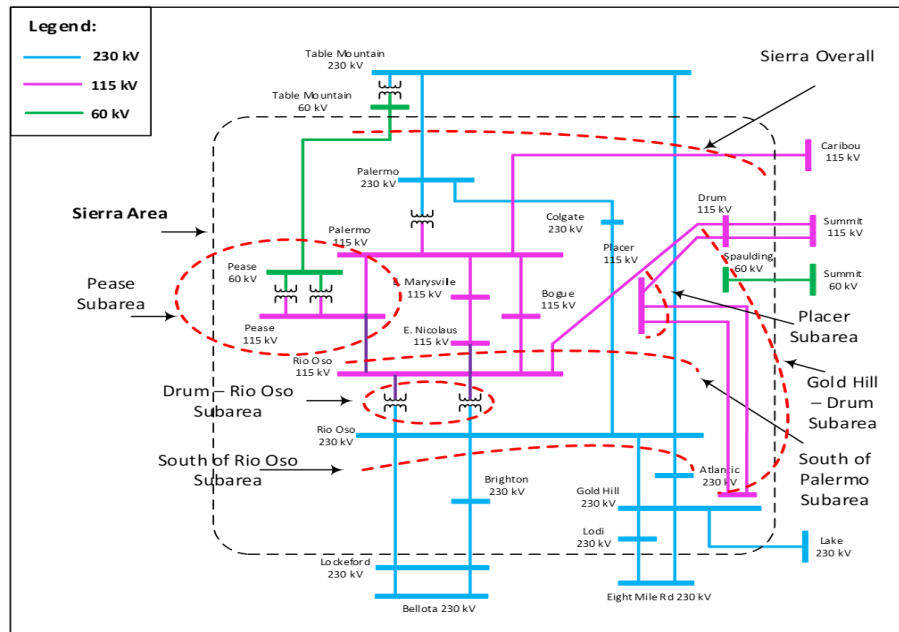 Legend:
230 kV
115 kV
60 kV
Table Mountain
230 kV
Sierra Overall
Table Mountain
60 kV
Caribou
115 kV
Palermo
230 kV
Drum
115 kV
Summit
115 kV
Sierra Area
Colgate
230 kV
Palermo
115 kV
Placer
115 kV
Spaulding
60 kV
Summit
60 kV
Pease
Subarea
Pease
60 kV
E. Marysville
115 kV
Bogue
115 kV
Placer
Subarea
Pease
115 kV
E. Nicolaus
115 kV
Rio Oso
115 kV
Gold Hill
– Drum
Subarea
Drum – Rio Oso
Subarea
Rio Oso
230 kV
South of Rio Oso
Subarea
Atlantic
230 kV
South of
Palermo
Subarea
Brighton
230 kV
Gold Hill
230 kV
Lodi
230 kV
Lake
230 kV
Lockeford
230 kV
Bellota 230 kV
Eight Mile Rd 230 kV